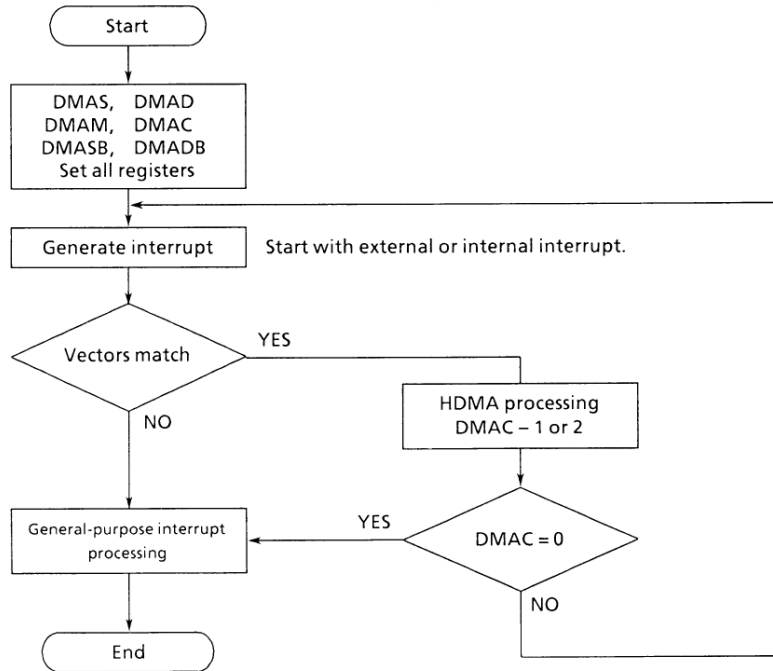 Start
DMAS, DMAD
DMAM, DMAC
DMASB, DMADB
Set all registers
Generate interrupt
Start with external or internal interrupt.
Vectors match
YES
NO
HDMA processing
DMAC – 1 or 2
DMAC = 0
YES
NO
General-purpose interrupt
processing
End